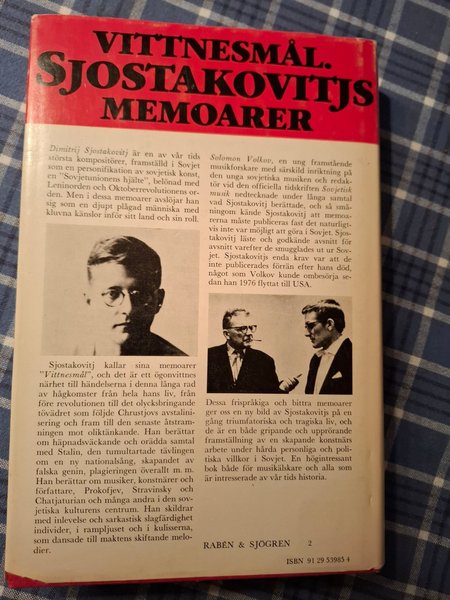 VITTNESMÅL.
SJOSTAKOVITJS
MEMOARER
Dimitrij Sjostakovitj är en av vår tids
största kompositörer, framställd i Sovjet
som en personifikation av sovjetisk konst,
en "Sovjetunionens hjälte", belönad med
Leninorden och Oktoberrevolutionens or-
den. Men i dessa memoarer avslöjar han
sig som en djupt plågad människa med
kluvna känslor inför sitt land och sin roll.
Sjostakovitj kallar sina memoarer
"Vittnesmål", och det är ett ögonvittnes
närhet till händelserna i denna långa rad
av hågkomster från hela hans liv, från
före revolutionen till det olycksbringande
tövädret som följde Chrustjovs avstalini-
sering och fram till den senaste åtstram-
ningen mot oliktänkande. Han berättar
om häpnadsväckande och orädda samtal
med Stalin, den tumultartade tävlingen
om en ny nationalsång, skapandet av
falska genin, plagieringen överallt m. m.
Han berättar om musiker, konstnärer och
författare, Prokofjev, Stravinsky och
Chatjaturian och många andra i den sov-
jetiska kulturens centrum. Han skildrar
med inlevelse och sarkastisk slagfärdighet
individer, i rampljuset och i kulisserna,
som dansade till maktens skiftande melo-
dier.
Solomon Volkov, en ung framstående
musikforskare med särskild inriktning på
den unga sovjetiska musiken och redak-
tör vid den officiella tidskriften Sovjetisk
musik nedtecknade under långa samtal
vad Sjostakovitj berättade, och så små-
ningom kände Sjostakovitj att memoa-
rerna måste publiceras fast det naturligt-
vis inte var möjligt att göra i Sovjet. Sjos-
takovitj läste och godkände avsnitt för
avsnitt varefter de smugglades ut ur Sov-
jet. Sjostakovitjs enda krav var att de
inte publicerades förrän efter hans död,
något som Volkov kunde ombesörja se-
dan han 1976 flyttat till USA.
Dessa frispråkiga och bittra memoarer
ger oss en ny bild av Sjostakovitjs på en
gång triumfatoriska och tragiska liv, och
de är en både gripande och upprörande
framställning av en skapande konstnärs
arbete under hårda personliga och poli-
tiska villkor i Sovjet. En högintressant
bok både för musikälskare och alla som
är intresserade av vår tids historia.
RABÉN & SJÖGREN 2
ISBN 91 29 53985 4